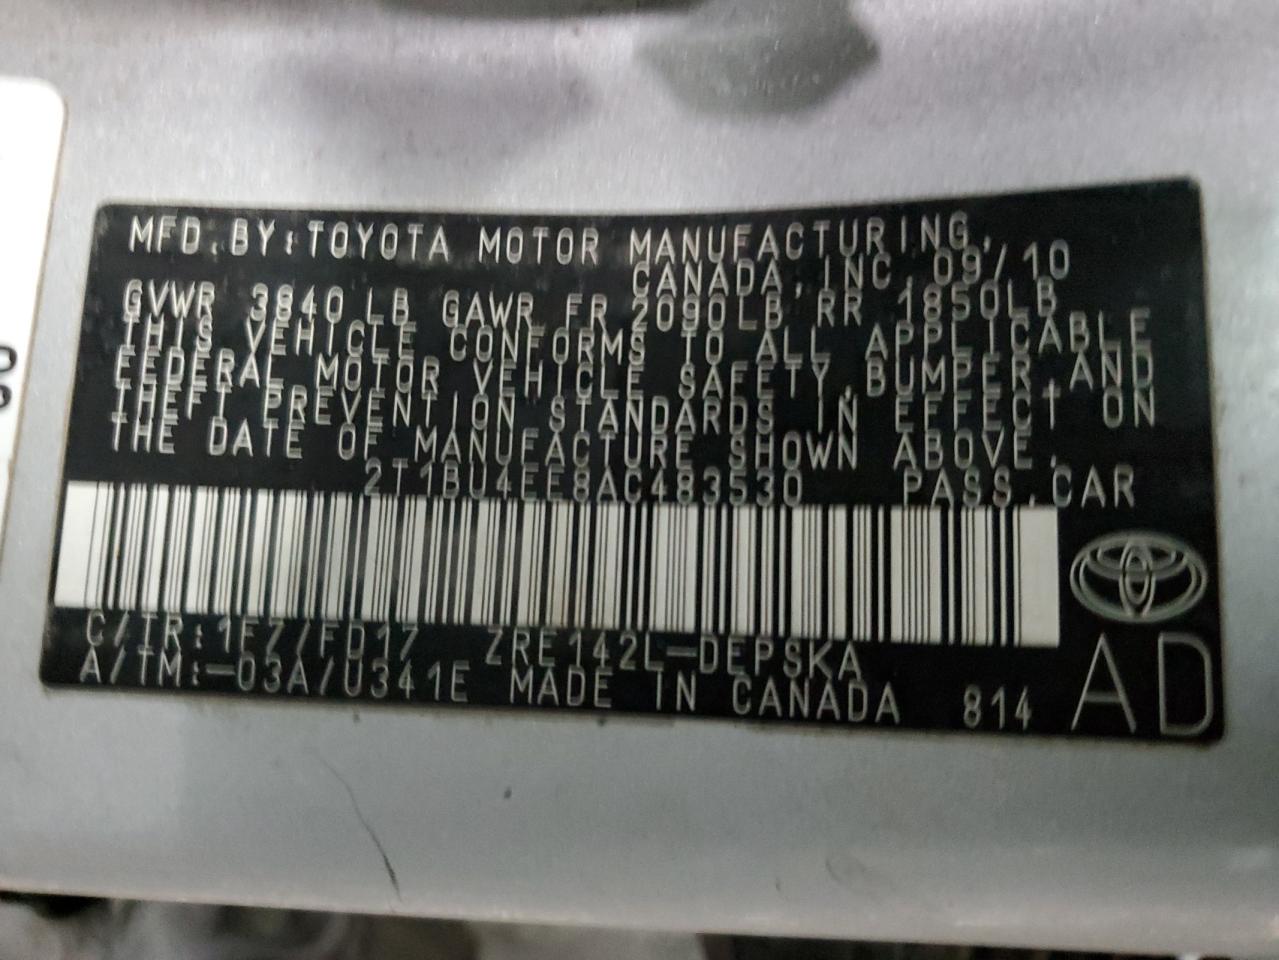 MFD.BY:TOYOTA MOTOR MANUFACTURING,
CANADA,INC. 09/10
GVWR 3840 LB GAWR FR 2090LB RR 1850LB
THIS VEHICLE CONFORMS TO ALL APPLICABLE
FEDERAL MOTOR VEHICLE SAFETY,BUMPER,AND
THEFT PREVENTION STANDARDS IN EFFECT ON
THE DATE OF MANUFACTURE SHOWN ABOVE.
2T1BU4EE8AC483530 PASS.CAR
C/TR:1F7/FD17 ZRE142L-DEPSKA
A/TM:-03A/U341E MADE IN CANADA 814 AD